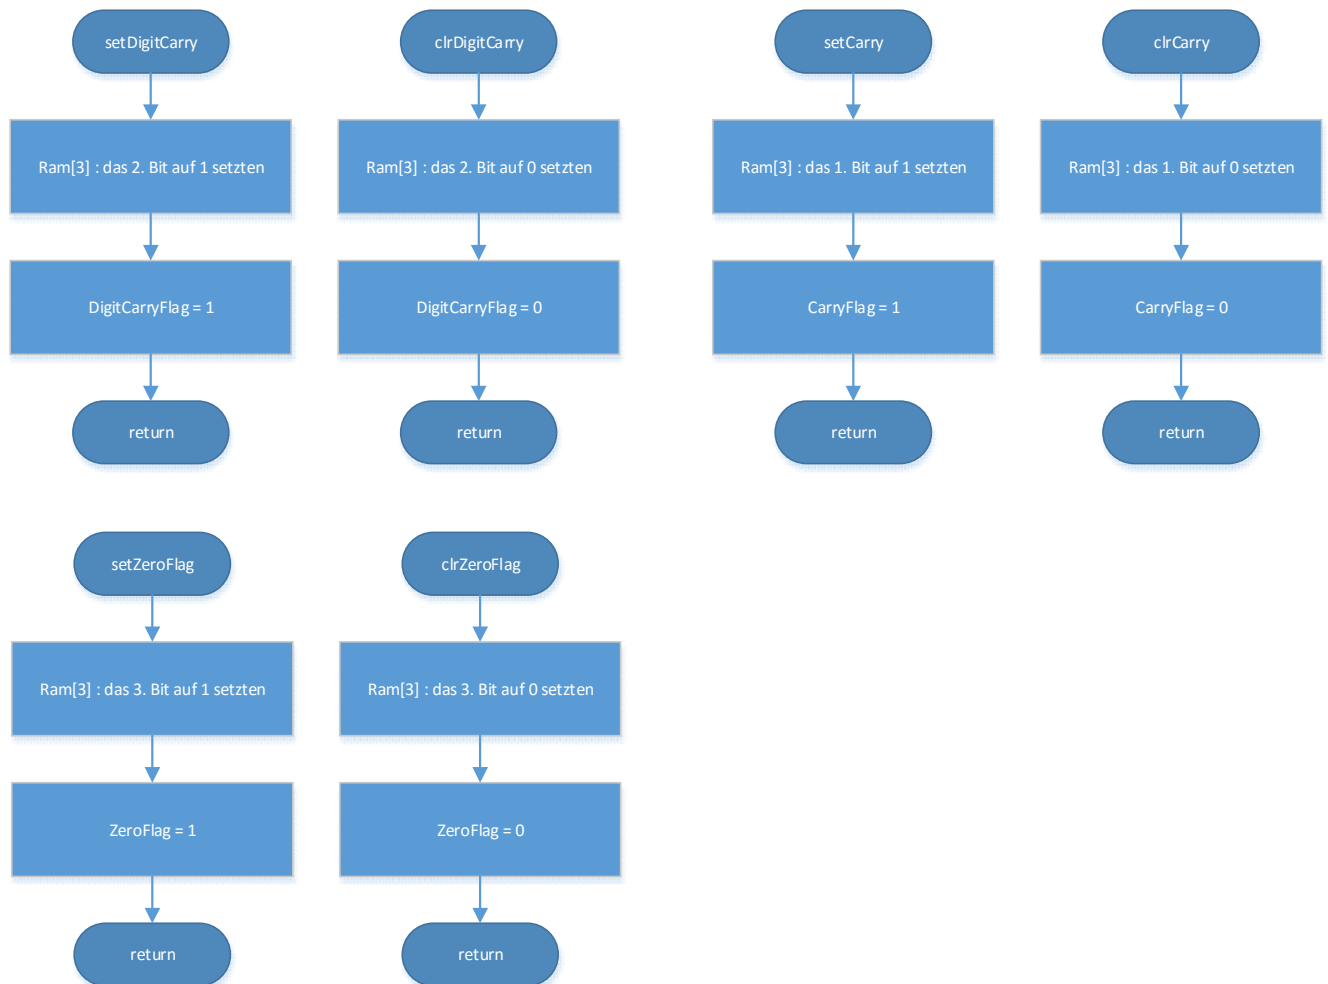 setDigitCarry
clrDigitCarry
setCarry
clrCarry
Ram[3] : das 2. Bit auf 1 setzten
Ram[3] : das 2. Bit auf 0 setzten
Ram[3] : das 1. Bit auf 1 setzten
Ram[3] : das 1. Bit auf 0 setzten
DigitCarryFlag = 1
DigitCarryFlag = 0
CarryFlag = 1
CarryFlag = 0
return
return
return
return
setZeroFlag
clrZeroFlag
Ram[3] : das 3. Bit auf 1 setzten
Ram[3] : das 3. Bit auf 0 setzten
ZeroFlag = 1
ZeroFlag = 0
return
return